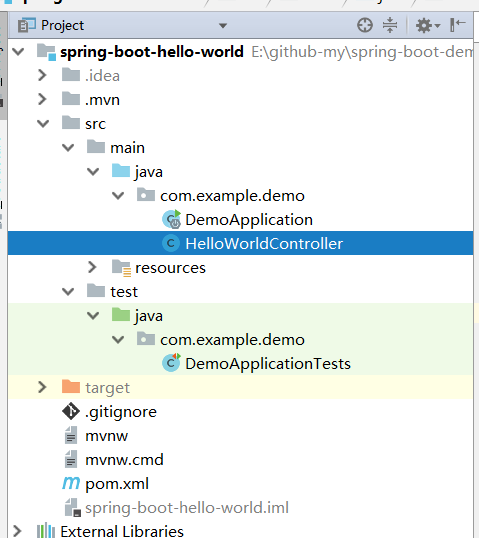 Project
spring-boot-hello-world E:\github-my\spring-boot-dem
.idea
.mvn
src
main
java
com.example.demo
DemoApplication
HelloWorldController
resources
test
java
com.example.demo
DemoApplicationTests
target
.gitignore
mvnw
mvnw.cmd
pom.xml
spring-boot-hello-world.iml
External Libraries